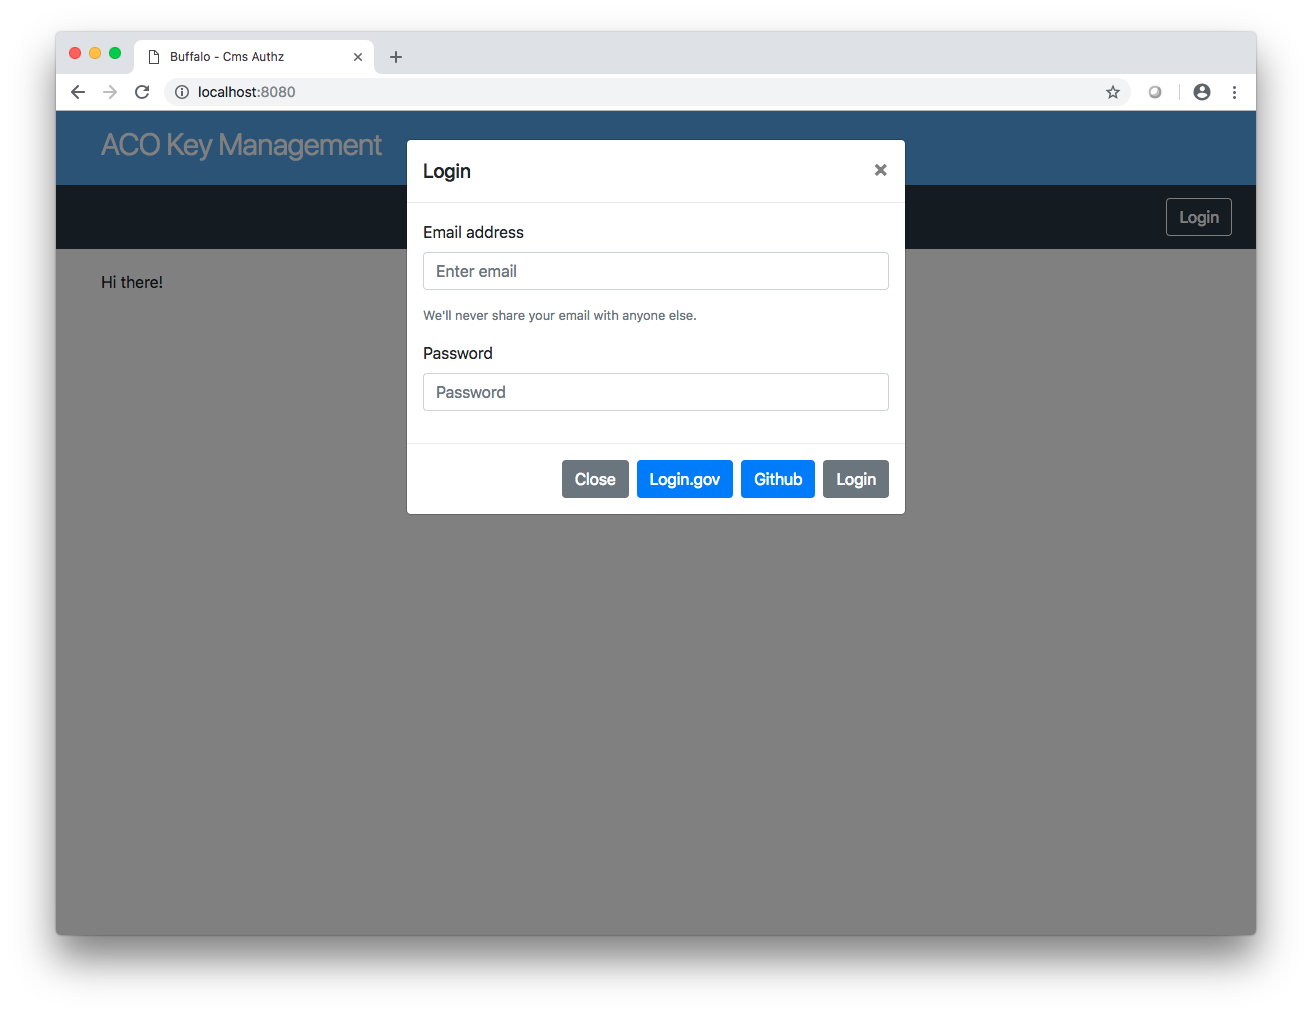 Buffalo - Cms Authz
localhost:8080
ACO Key Management
Login
Hi there!
Login
×
Email address
Enter email
We'll never share your email with anyone else.
Password
Password
Close Login.gov Github Login